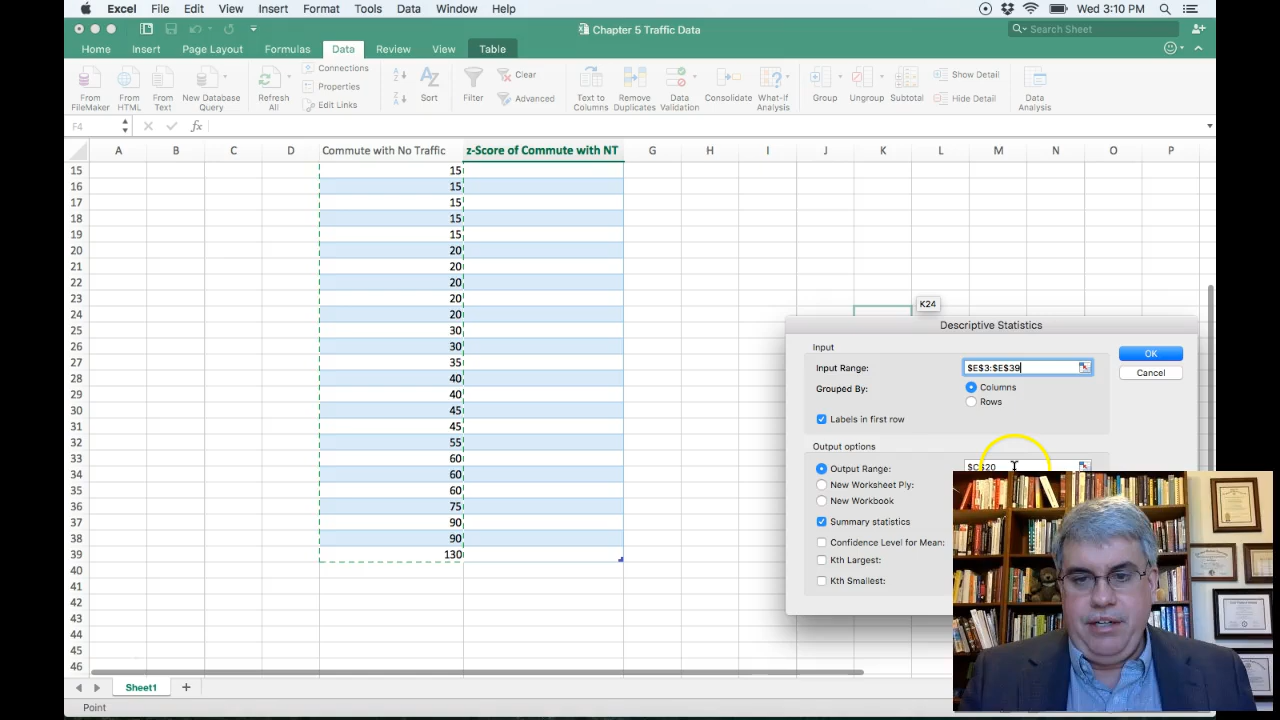 Excel File Edit View Insert Format Tools Data Window Help Wed 3:10 PM
Chapter 5 Traffic Data Search Sheet
Home Insert Page Layout Formulas Data Review View Table
From FileMaker From HTML From Text New Database Query Refresh All Connections Properties Edit Links Sort Filter Clear Advanced Text to Columns Remove Duplicates Data Validation Consolidate What-If Analysis Group Ungroup Subtotal Show Detail Hide Detail Data Analysis
F4 fx
A B C D Commute with No Traffic z-Score of Commute with NT G H I J K L M N O P
15 15
16 15
17 15
18 15
19 15
20 20
21 20
22 20
23 20
24 20
25 30
26 30
27 35
28 40
29 40
30 45
31 45
32 55
33 60
34 60
35 60
36 75
37 90
38 90
39 130
40
41
42
43
44
45
46
K24
Descriptive Statistics
Input
Input Range: $E$3:$E$39
Grouped By: Columns
Rows
Labels in first row
OK
Cancel
Output options
Output Range: $C$20
New Worksheet Ply:
New Workbook
Summary statistics
Confidence Level for Mean:
Kth Largest:
Kth Smallest:
Sheet1
Point